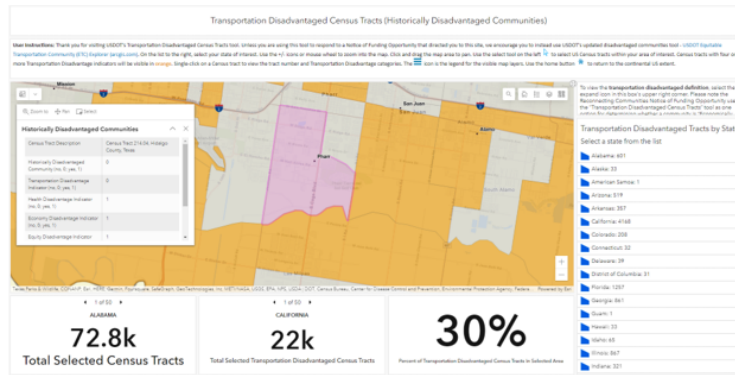 Transportation Disadvantaged Census Tracts (Historically Disadvantaged Communities)
User Instructions: Thank you for visiting USDOT's Transportation Disadvantaged Census Tracts tool. Unless you are using this tool to respond to a Notice of Funding Opportunity that directed you to this site, we encourage you to instead use USDOT's updated disadvantaged communities tool - USDOT Equitable
Transportation Community (ETC) Explorer (arcgis.com). On the list to the right, select your state of interest. Use the +/- icons or mouse wheel to zoom into the map. Click and drag the map area to pan. Use the select tool on the left to select US Census tracts within your area of interest. Census tracts with four or
more Transportation Disadvantage indicators will be visible in orange. Single-click on a Census tract to view the tract number and Transportation Disadvantage categories. The icon is the legend for the visible map layers. Use the home button to return to the continental US extent.
Mission
San Juan
Alamo
Pharr
South Alamo
Zoom to Pan Select
Historically Disadvantaged Communities
Census Tract Description Census Tract 214.04, Hidalgo
County, Texas
Historically Disadvantaged 0
Community (no, 0; yes, 1)
Transportation Disadvantage 0
Indicator (no, 0; yes, 1)
Health Disadvantage Indicator 1
(no, 0; yes, 1)
Economy Disadvantage Indicator 1
(no, 0; yes, 1)
Equity Disadvantage Indicator 1
To view the transportation disadvantaged definition, select the
expand icon in this box's upper right corner. Please note the
Reconnecting Communities Notice of Funding Opportunity use
the "Transportation Disadvantaged Census Tracts" tool as one
Transportation Disadvantaged Tracts by Stat
Select a state from the list
Alabama: 601
Alaska: 33
American Samoa: 1
Arizona: 519
Arkansas: 357
California: 4168
Colorado: 208
Connecticut: 32
Delaware: 39
District of Columbia: 31
Florida: 1257
Georgia: 861
Guam: 1
Hawaii: 33
Idaho: 65
Illinois: 867
Indiana: 321
1 of 50
ALABAMA
72.8k
Total Selected Census Tracts
1 of 50
CALIFORNIA
22k
Total Selected Transportation Disadvantaged Census Tracts
30%
Percent of Transportation Disadvantaged Census Tracts in Selected Area